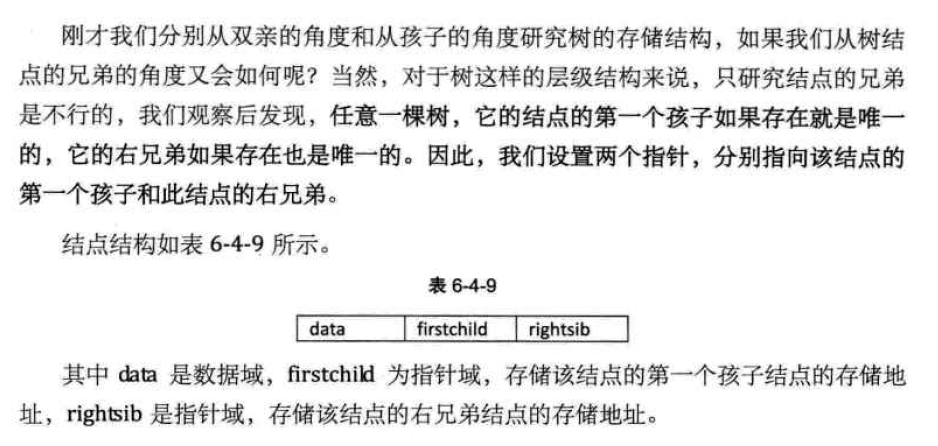 刚才我们分别从双亲的角度和从孩子的角度研究树的存储结构，如果我们从树结
点的兄弟的角度又会如何呢？当然，对于树这样的层级结构来说，只研究结点的兄弟
是不行的，我们观察后发现，任意一棵树，它的结点的第一个孩子如果存在就是唯一
的，它的右兄弟如果存在也是唯一的。因此，我们设置两个指针，分别指向该结点的
第一个孩子和此结点的右兄弟。
结点结构如表 6-4-9 所示。
表 6-4-9
data firstchild rightsib
其中 data 是数据域，firstchild 为指针域，存储该结点的第一个孩子结点的存储地
址，rightsib 是指针域，存储该结点的右兄弟结点的存储地址。